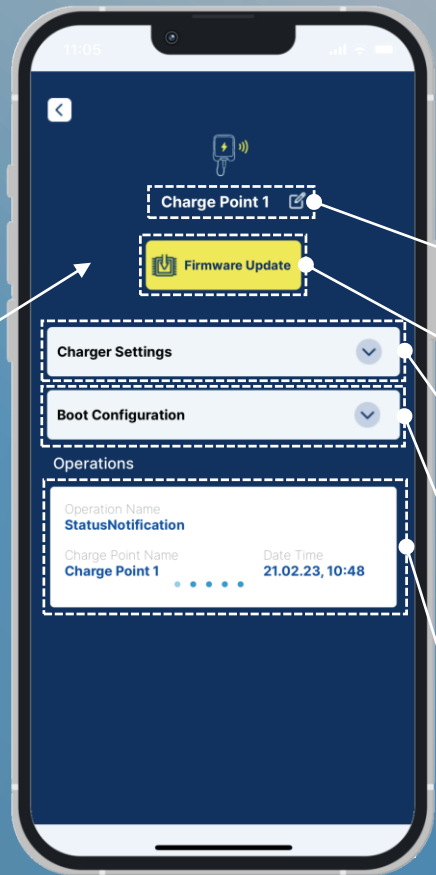 11:05
Charge Point 1
Firmware Update
Charger Settings
Boot Configuration
Operations
Operation Name
StatusNotification
Charge Point Name Date Time
Charge Point 1 21.02.23, 10:48